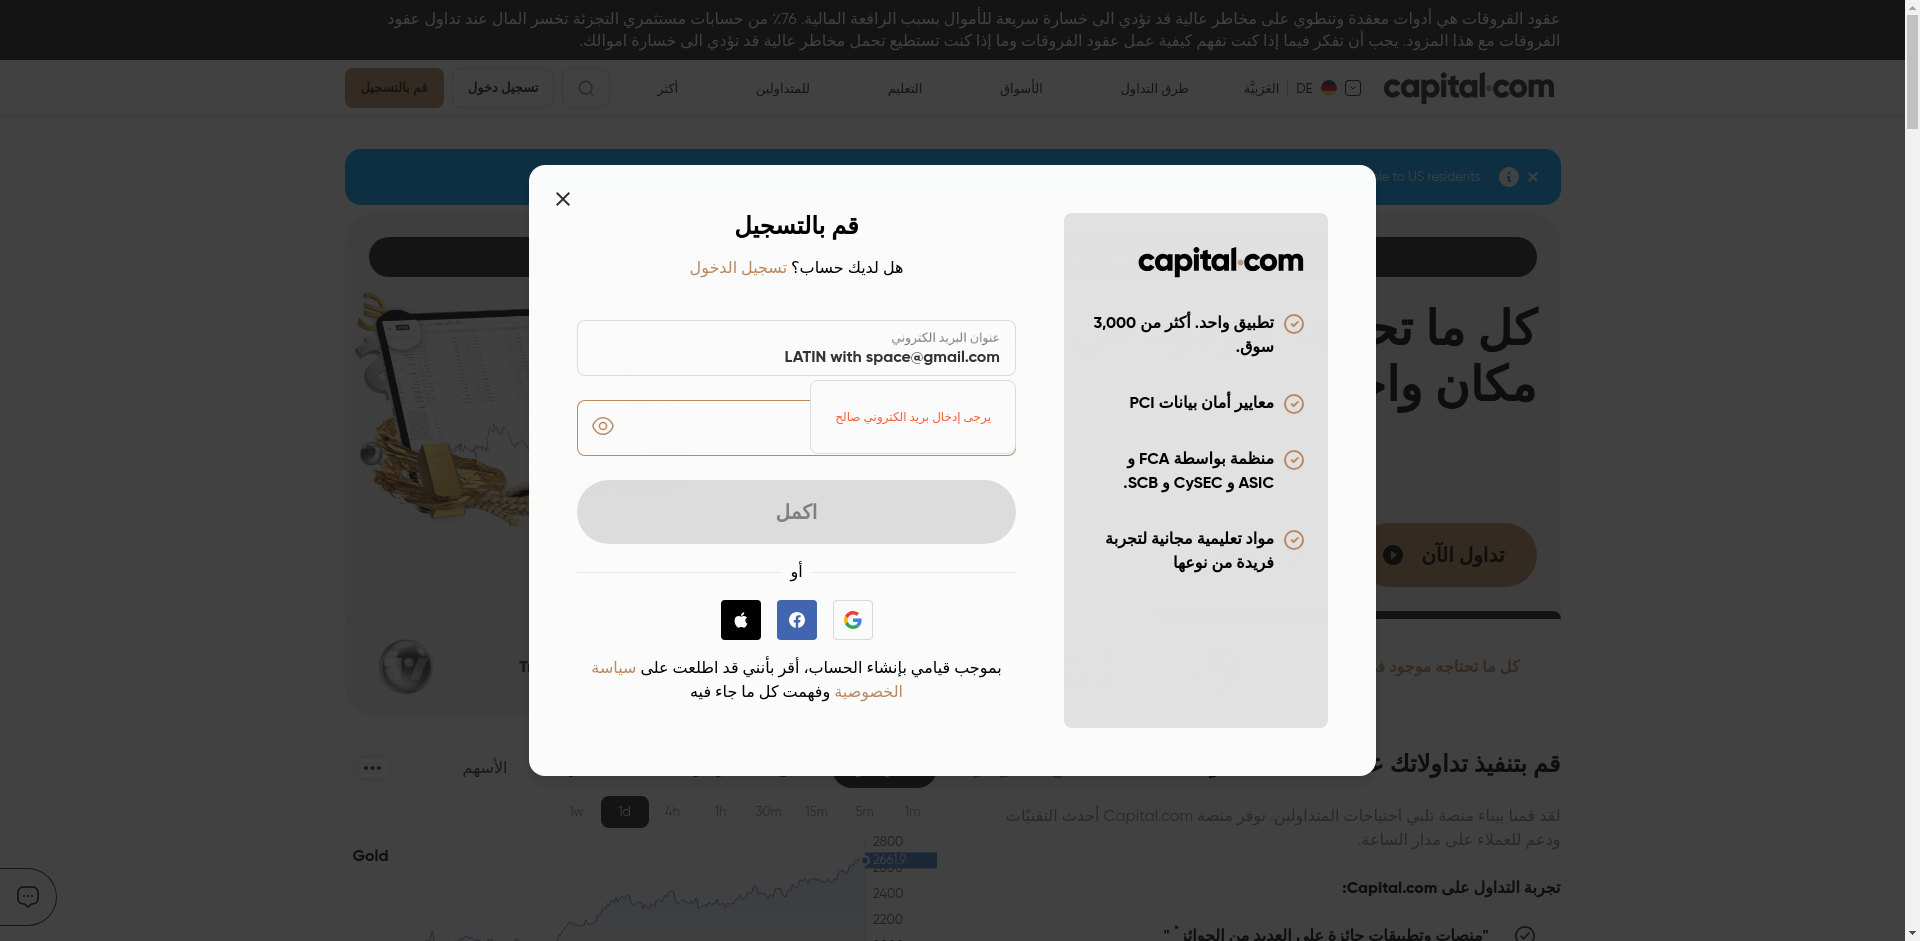 عقود الفروقات هي أدوات معقدة وتنطوي على مخاطر عالية قد تؤدي الى خسارة سريعة للأموال بسبب الرافعة المالية. 76٪ من حسابات مستثمري التجزئة تخسر المال عند تداول عقود
الفروقات مع هذا المزود. يجب أن تفكر فيما إذا كنت تفهم كيفية عمل عقود الفروقات وما إذا كنت تستطيع تحمل مخاطر عالية قد تؤدي الى خسارة اموالك.
capital.com
DE | العَرَبِيَّة
طرق التداول
الأسواق
التعليم
للمتداولين
أكثر
تسجيل دخول
قم بالتسجيل
to US residents
كل ما
مكان
تداول الآن
كل ما تحتاجه موجود
capital.com
تطبيق واحد. أكثر من 3,000
سوق.
معايير أمان بيانات PCI
منظمة بواسطة FCA و
ASIC و CySEC و SCB.
مواد تعليمية مجانية لتجربة
فريدة من نوعها
قم بالتسجيل
هل لديك حساب؟ تسجيل الدخول
عنوان البريد الكتروني
LATIN with space@gmail.com
يرجى إدخال بريد الكتروني صالح
اكمل
أو
بموجب قيامي بإنشاء الحساب، أقر بأنني قد اطلعت على سياسة
الخصوصية وفهمت كل ما جاء فيه
قم بتنفيذ تداولاتك
لقد قمنا ببناء منصة تلبي احتياجات المتداولين. توفر منصة Capital.com أحدث التقنيّات
ودعم للعملاء على مدار الساعة.
تجربة التداول على Capital.com:
"منصات وتطبيقات حائزة على العديد من الجوائز* "
الأسهم
1w 1d 4h 1h 30m 15m 5m 1m
Gold
2800
2661.9
2400
2200